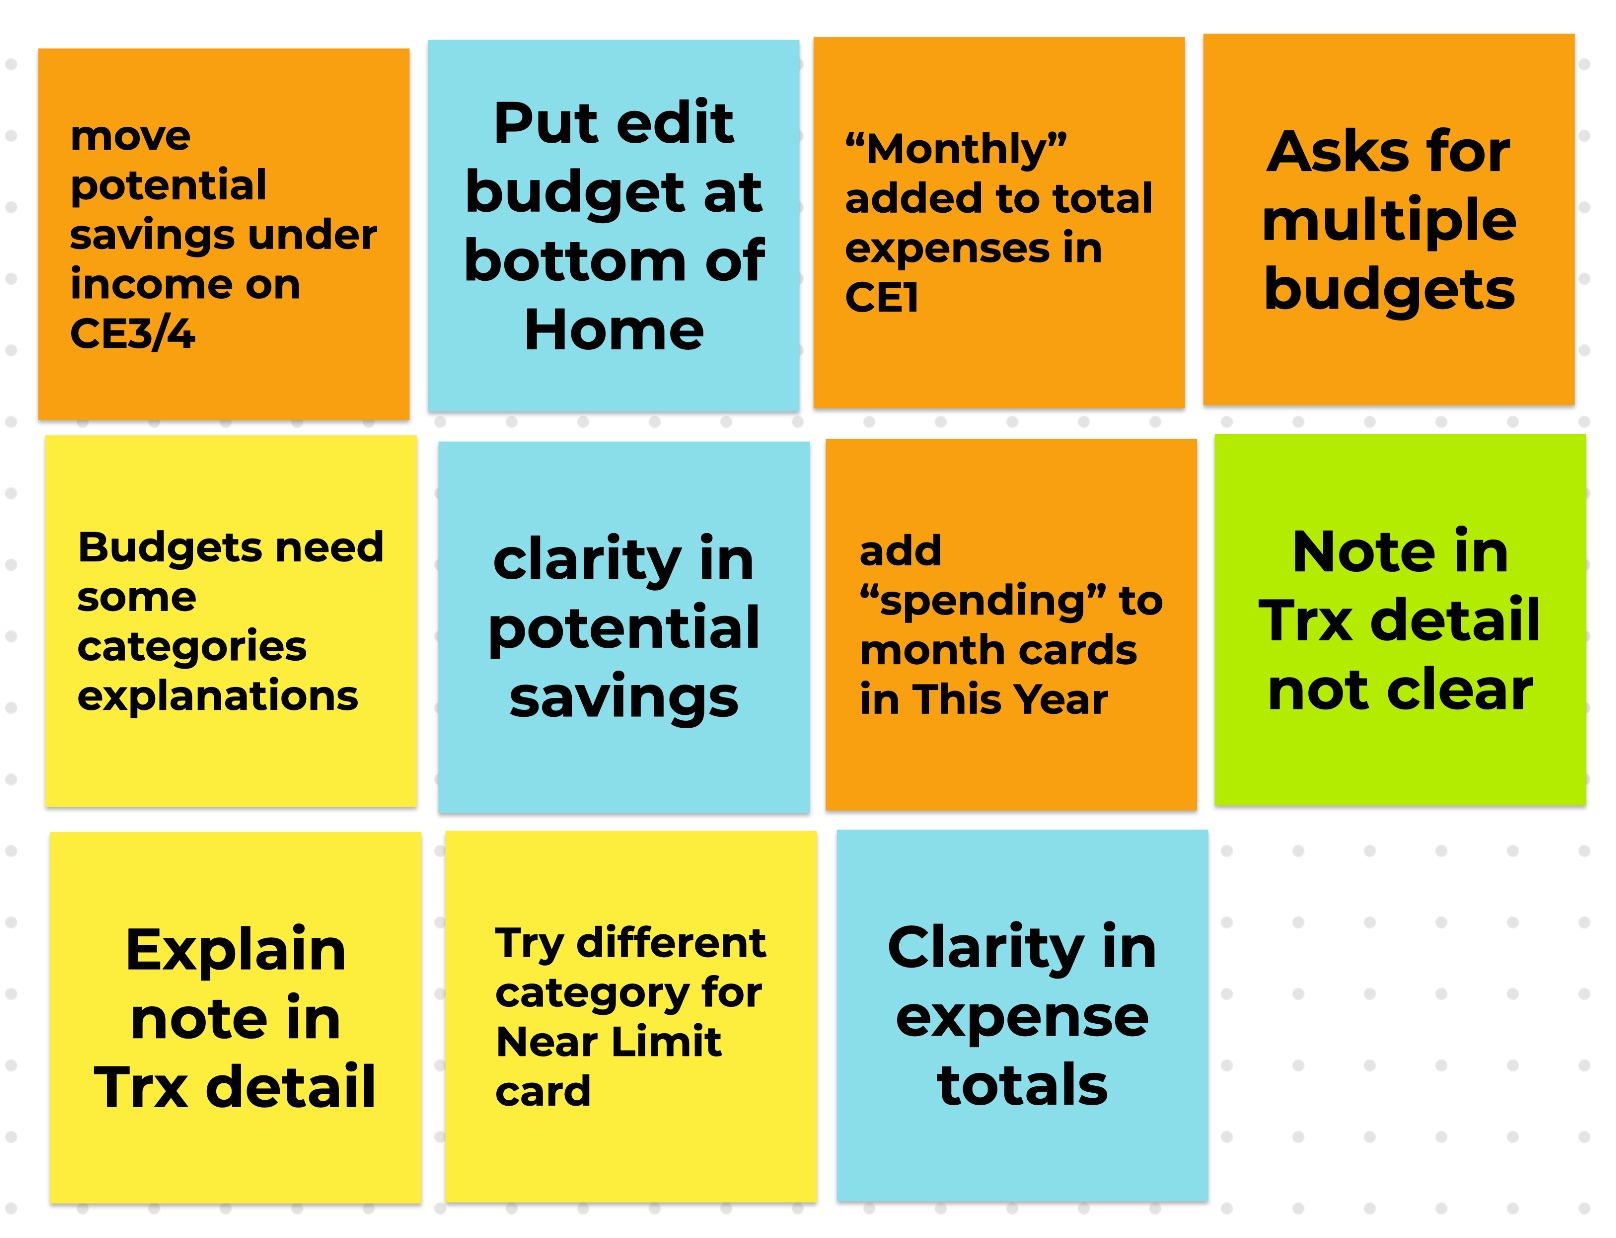 move
potential
savings under
income on
CE3/4
Put edit
budget at
bottom of
Home
“Monthly”
added to total
expenses in
CE1
Asks for
multiple
budgets
Budgets need
some
categories
explanations
clarity in
potential
savings
add
“spending” to
month cards
in This Year
Note in
Trx detail
not clear
Explain
note in
Trx detail
Try different
category for
Near Limit
card
Clarity in
expense
totals